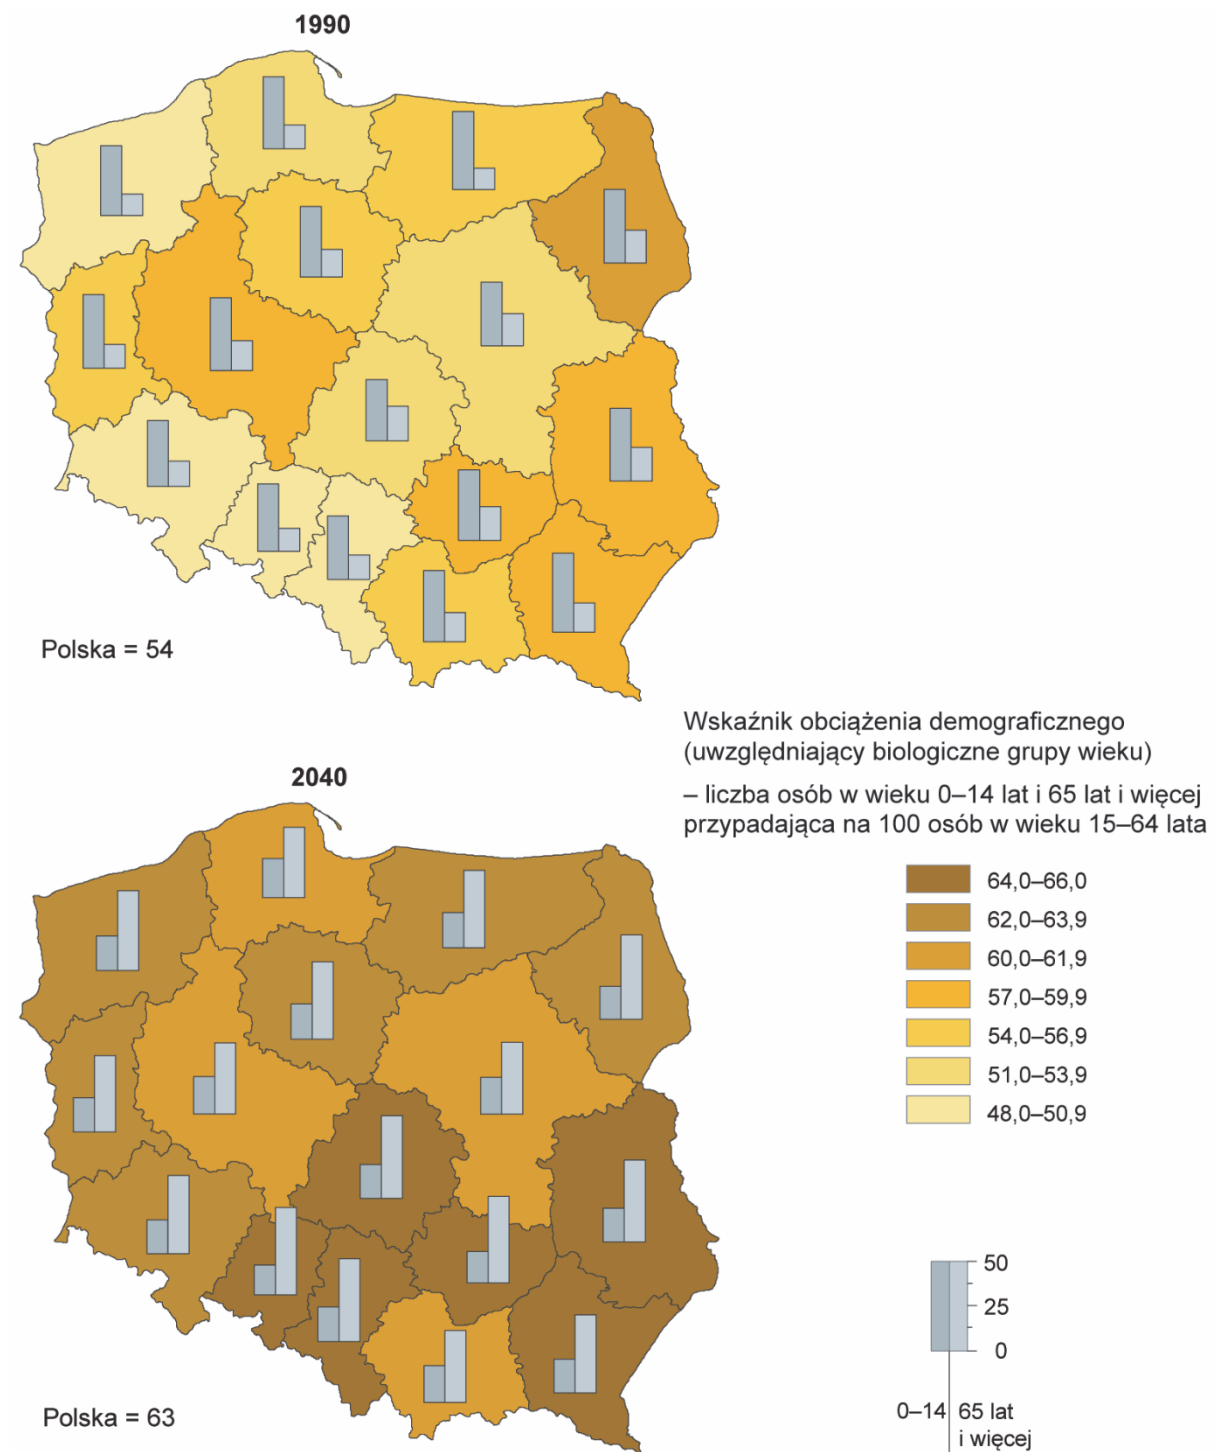 1990
Polska = 54
Wskaźnik obciążenia demograficznego
(uwzględniający biologiczne grupy wieku)
– liczba osób w wieku 0–14 lat i 65 lat i więcej
przypadająca na 100 osób w wieku 15–64 lata
2040
64,0–66,0
62,0–63,9
60,0–61,9
57,0–59,9
54,0–56,9
51,0–53,9
48,0–50,9
50
25
0
0–14 65 lat
i więcej
Polska = 63